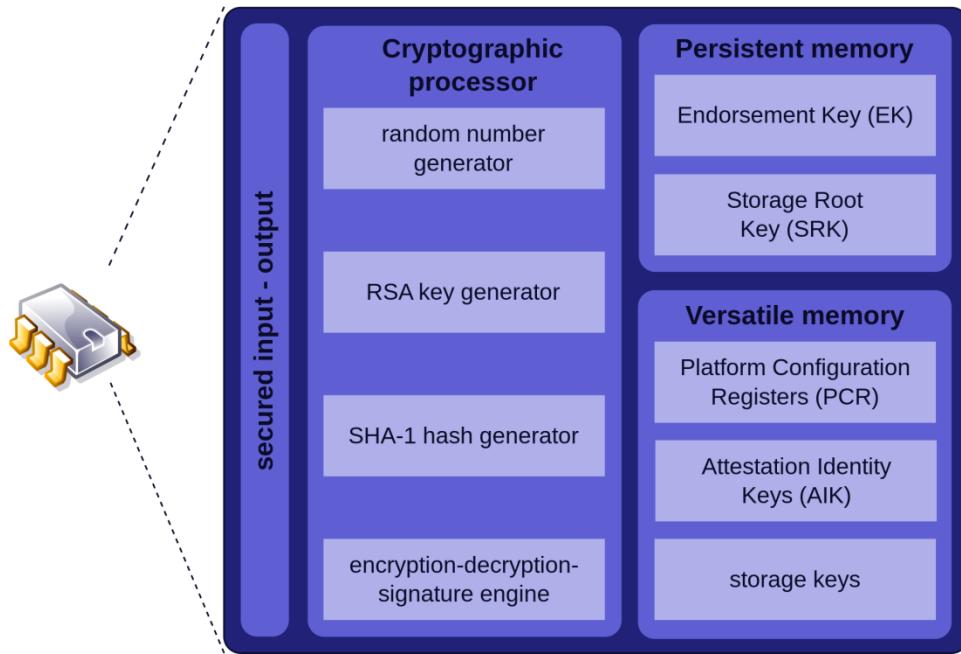 secured input - output
Cryptographic
processor
random number
generator
RSA key generator
SHA-1 hash generator
encryption-decryption-
signature engine
Persistent memory
Endorsement Key (EK)
Storage Root
Key (SRK)
Versatile memory
Platform Configuration
Registers (PCR)
Attestation Identity
Keys (AIK)
storage keys